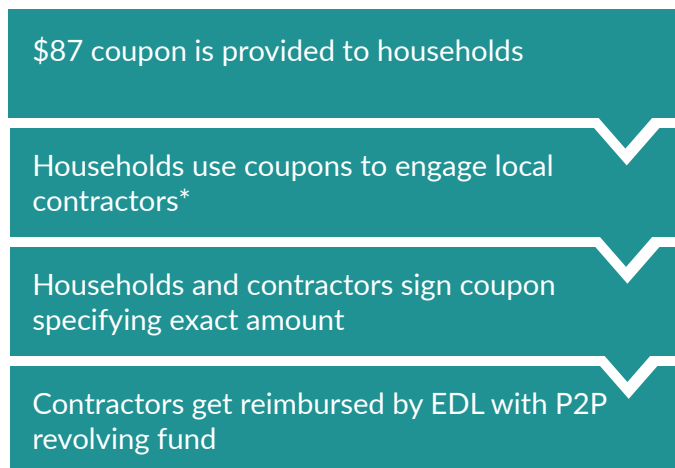 $87 coupon is provided to households
Households use coupons to engage local
contractors*
Households and contractors sign coupon
specifying exact amount
Contractors get reimbursed by EDL with P2P
revolving fund